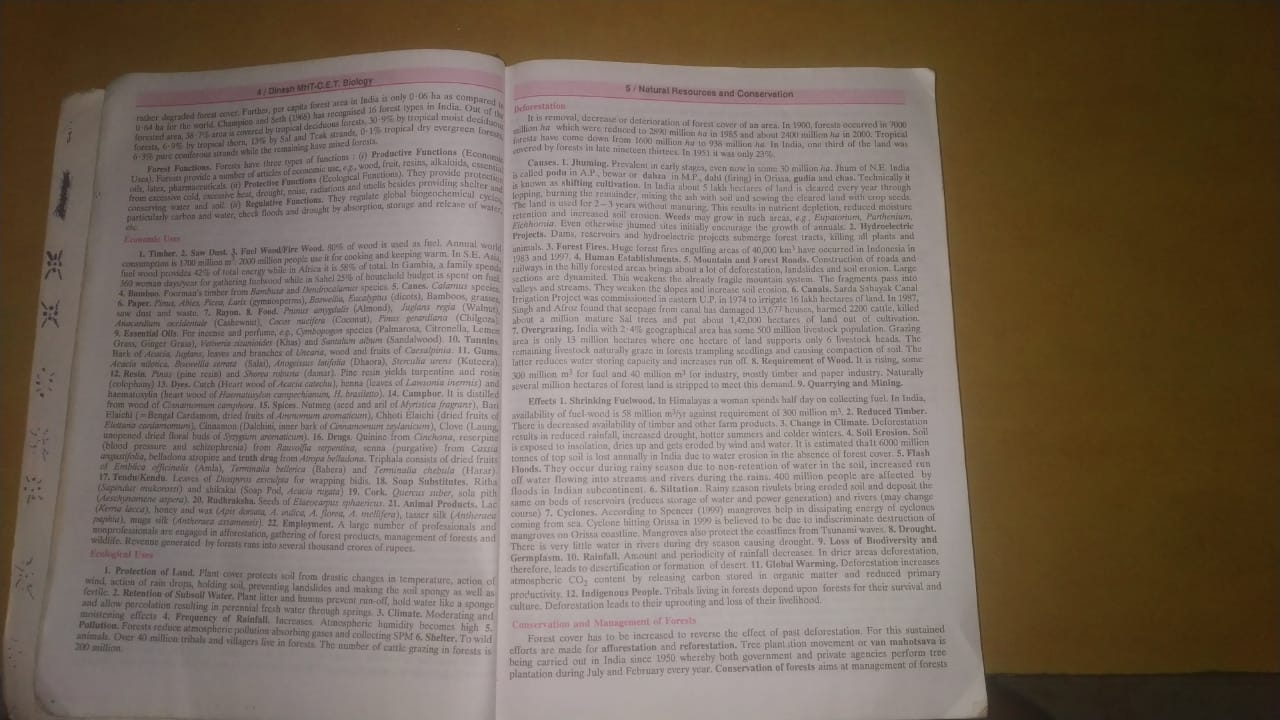 4 / Dinesh MHT-C.E.T. Biology
rather degraded forest cover. Further, per capita forest area in India is only 0·06 ha as compared to
0·64 ha for the world. Champion and Seth (1968) has recognised 16 forest types in India. Out of the
forested area, 38·7% area is covered by tropical deciduous forests, 30·9% by tropical moist deciduous
forests, 6·9% by tropical thorn, 13% by Sal and Teak strands, 0·1% tropical dry evergreen forests,
6·3% pure coniferous strands while the remaining have mixed forests.
Forest Functions. Forests have three types of functions : (i) Productive Functions (Economic
Uses). Forests provide a number of articles of economic use, e.g., wood, fruit, resins, alkaloids, essential
oils, latex, pharmaceuticals. (ii) Protective Functions (Ecological Functions). They provide protection
from excessive cold, excessive heat, drought, noise, radiations and smells besides providing shelter and
conserving water and soil. (ii) Regulative Functions. They regulate global biogeochemical cycles,
particularly carbon and water, check floods and drought by absorption, storage and release of water,
etc.
Economic Uses
1. Timber. 2. Saw Dust. 3. Fuel Wood/Fire Wood. 80% of wood is used as fuel. Annual world
consumption is 1700 million m³. 2000 million people use it for cooking and keeping warm. In S.E. Asia,
fuel wood provides 42% of total energy while in Africa it is 58% of total. In Gambia, a family spends
360 woman days/year for gathering fuelwood while in Sahel 25% of household budget is spent on fuel.
4. Bamboo. Poorman's timber from Bambusa and Dendrocalamus species. 5. Canes. Calamus species.
6. Paper. Pinus, Abies, Picea, Larix (gymnosperms), Boswellia, Eucalyptus (dicots), Bamboos, grasses,
saw dust and waste. 7. Rayon. 8. Food. Prunus amygdalis (Almond), Juglans regia (Walnut),
Anacardium occidentale (Cashewnut), Cocos nucifera (Coconut), Pinus gerardiana (Chilgoza).
9. Essential Oils. For incense and perfume, e.g., Cymbopogon species (Palmarosa, Citronella, Lemon
Grass, Ginger Grass), Vetiveria zizanioides (Khas) and Santalum album (Sandalwood). 10. Tannins.
Bark of Acacia, Juglans, leaves and branches of Uncaria, wood and fruits of Caesalpinia. 11. Gums.
Acacia nilotica, Boswellia serrata (Salai), Anogeissus latifolia (Dhaora), Sterculia urens (Kuteera).
12. Resin. Pinus (pine resin) and Shorea robusta (damar). Pine resin yields turpentine and rosin
(colophany) 13. Dyes. Cutch (Heart wood of Acacia catechu), henna (leaves of Lawsonia inermis) and
haematoxylin (heart wood of Haematoxylon campechianum, H. brasiletto). 14. Camphor. It is distilled
from wood of Cinnamomum camphora. 15. Spices. Nutmeg (seed and aril of Myristica fragrans), Bari
Elaichi (= Bengal Cardamom, dried fruits of Ammomum aromaticum), Chhoti Elaichi (dried fruits of
Elettaria cardamomum), Cinnamon (Dalchini, inner bark of Cinnamomum zeylanicum), Clove (Laung,
unopened dried floral buds of Syzygium aromaticum). 16. Drugs. Quinine from Cinchona, reserpine
(blood pressure and schizophrenia) from Rauvolfia serpentina, senna (purgative) from Cassia
angustifolia, belladona atropine and truth drug from Atropa belladona. Triphala consists of dried fruits
of Emblica officinalis (Amla), Terminalia bellerica (Bahera) and Terminalia chebula (Harar).
17. Tendu/Kendu. Leaves of Diospyros exsculpta for wrapping bidis. 18. Soap Substitutes. Ritha
(Sapindus mukorossi) and shikakai (Soap Pod, Acacia rugata) 19. Cork. Quercus suber, sola pith
(Aeschynomene aspera). 20. Rudhraksha. Seeds of Elaeocarpus sphaericus. 21. Animal Products. Lac
(Kerria lacca), honey and wax (Apis dorsata, A. indica, A. florea, A. mellifera), tasser silk (Antheraea
paphia), muga silk (Antheraea assamensis). 22. Employment. A large number of professionals and
nonprofessionals are engaged in afforestation, gathering of forest products, management of forests and
wildlife. Revenue generated by forests runs into several thousand crores of rupees.
Ecological Uses
1. Protection of Land. Plant cover protects soil from drastic changes in temperature, action of
wind, action of rain drops, holding soil, preventing landslides and making the soil spongy as well as
fertile. 2. Retention of Subsoil Water. Plant litter and humus prevent run-off, hold water like a sponge
and allow percolation resulting in perennial fresh water through springs. 3. Climate. Moderating and
moistening effects 4. Frequency of Rainfall. Increases. Atmospheric humidity becomes high 5.
Pollution. Forests reduce atmospheric pollution absorbing gases and collecting SPM 6. Shelter. To wild
animals. Over 40 million tribals and villagers live in forests. The number of cattle grazing in forests is
200 million.
5 / Natural Resources and Conservation
Deforestation
It is removal, decrease or deterioration of forest cover of an area. In 1900, forests occurred in 7000
million ha which were reduced to 2890 million ha in 1985 and about 2400 million ha in 2000. Tropical
forests have come down from 1600 million ha to 938 million ha. In India, one third of the land was
covered by forests in late nineteen thirties. In 1951 it was only 23%.
Causes. 1. Jhuming. Prevalent in early stages, even now in some 30 million ha. Jhum of N.E. India
is called podu in A.P., bewar or dahaa in M.P., dahi (firing) in Orissa, gudia and chas. Technically it
is known as shifting cultivation. In India about 5 lakh hectares of land is cleared every year through
lopping, burning the remainder, mixing the ash with soil and sowing the cleared land with crop seeds.
The land is used for 2–3 years without manuring. This results in nutrient depletion, reduced moisture
retention and increased soil erosion. Weeds may grow in such areas, e.g., Eupatorium, Parthenium,
Eichhornia. Even otherwise jhumed sites initially encourage the growth of annuals. 2. Hydroelectric
Projects. Dams, reservoirs and hydroelectric projects submerge forest tracts, killing all plants and
animals. 3. Forest Fires. Huge forest fires engulfing areas of 40,000 km³ have occurred in Indonesia in
1983 and 1997. 4. Human Establishments. 5. Mountain and Forest Roads. Construction of roads and
railways in the hilly forested areas brings about a lot of deforestation, landslides and soil erosion. Large
sections are dynamited. This weakens the already fragile mountain system. The fragments pass into
valleys and streams. They weaken the slopes and increase soil erosion. 6. Canals. Sarda Sahayak Canal
Irrigation Project was commissioned in eastern U.P. in 1974 to irrigate 16 lakh hectares of land. In 1987,
Singh and Afroz found that seepage from canal has damaged 13,677 houses, harmed 2200 cattle, killed
about a million mature Sal trees and put about 1,42,000 hectares of land out of cultivation.
7. Overgrazing. India with 2·4% geographical area has some 500 million livestock population. Grazing
area is only 13 million hectares where one hectare of land supports only 6 livestock heads. The
remaining livestock naturally graze in forests trampling seedlings and causing compaction of soil. The
latter reduces water storing capacity and increases run off. 8. Requirement of Wood. It is rising, some
300 million m³ for fuel and 40 million m³ for industry, mostly timber and paper industry. Naturally
several million hectares of forest land is stripped to meet this demand. 9. Quarrying and Mining.
Effects 1. Shrinking Fuelwood. In Himalayas a woman spends half day on collecting fuel. In India,
availability of fuel-wood is 58 million m³/yr against requirement of 300 million m³. 2. Reduced Timber.
There is decreased availability of timber and other farm products. 3. Change in Climate. Deforestation
results in reduced rainfall, increased drought, hotter summers and colder winters. 4. Soil Erosion. Soil
is exposed to insolation, dries up and gets eroded by wind and water. It is estimated tha1t 6000 million
tonnes of top soil is lost annually in India due to water erosion in the absence of forest cover. 5. Flash
Floods. They occur during rainy season due to non-retention of water in the soil, increased run
off water flowing into streams and rivers during the rains. 400 million people are affected by
floods in Indian subcontinent. 6. Siltation. Rainy season rivulets bring eroded soil and deposit the
same on beds of reservoirs (reduces storage of water and power generation) and rivers (may change
course) 7. Cyclones. According to Spencer (1999) mangroves help in dissipating energy of cyclones
coming from sea. Cyclone hitting Orissa in 1999 is believed to be due to indiscriminate destruction of
mangroves on Orissa coastline. Mangroves also protect the coastlines from Tsunami waves. 8. Drought.
There is very little water in rivers during dry season causing drought. 9. Loss of Biodiversity and
Germplasm. 10. Rainfall. Amount and periodicity of rainfall decreases. In drier areas deforestation,
therefore, leads to desertification or formation of desert. 11. Global Warming. Deforestation increases
atmospheric CO₂ content by releasing carbon stored in organic matter and reduced primary
productivity. 12. Indigenous People. Tribals living in forests depend upon forests for their survival and
culture. Deforestation leads to their uprooting and loss of their livelihood.
Conservation and Management of Forests
Forest cover has to be increased to reverse the effect of past deforestation. For this sustained
efforts are made for afforestation and reforestation. Tree plantation movement or van mahotsava is
being carried out in India since 1950 whereby both government and private agencies perform tree
plantation during July and February every year. Conservation of forests aims at management of forests